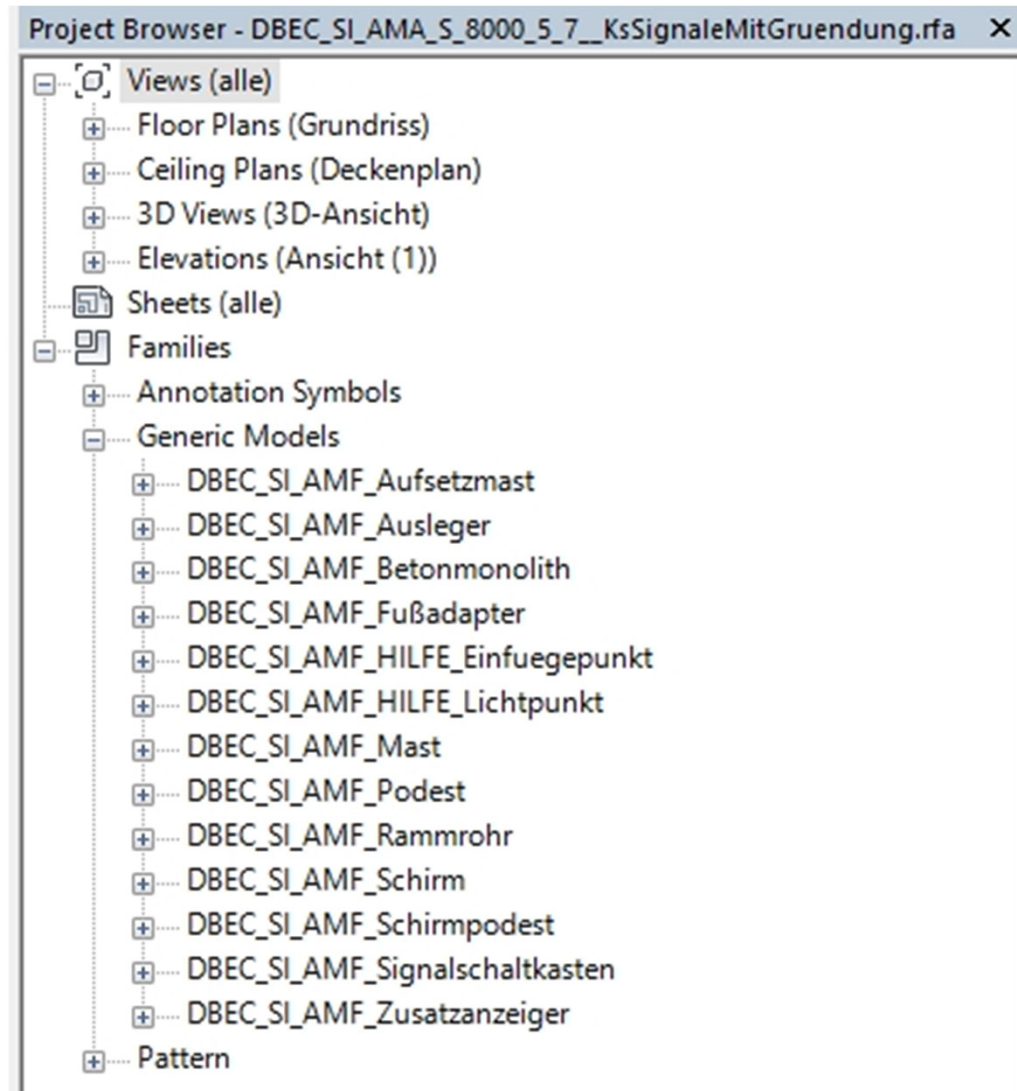 Project Browser - DBEC_SI_AMA_S_8000_5_7__KsSignaleMitGruendung.rfa
Views (alle)
Floor Plans (Grundriss)
Ceiling Plans (Deckenplan)
3D Views (3D-Ansicht)
Elevations (Ansicht (1))
Sheets (alle)
Families
Annotation Symbols
Generic Models
DBEC_SI_AMF_Aufsetzmast
DBEC_SI_AMF_Ausleger
DBEC_SI_AMF_Betonmonolith
DBEC_SI_AMF_Fußadapter
DBEC_SI_AMF_HILFE_Einfuegepunkt
DBEC_SI_AMF_HILFE_Lichtpunkt
DBEC_SI_AMF_Mast
DBEC_SI_AMF_Podest
DBEC_SI_AMF_Rammrohr
DBEC_SI_AMF_Schirm
DBEC_SI_AMF_Schirmpodest
DBEC_SI_AMF_Signalschaltkasten
DBEC_SI_AMF_Zusatzanzeiger
Pattern